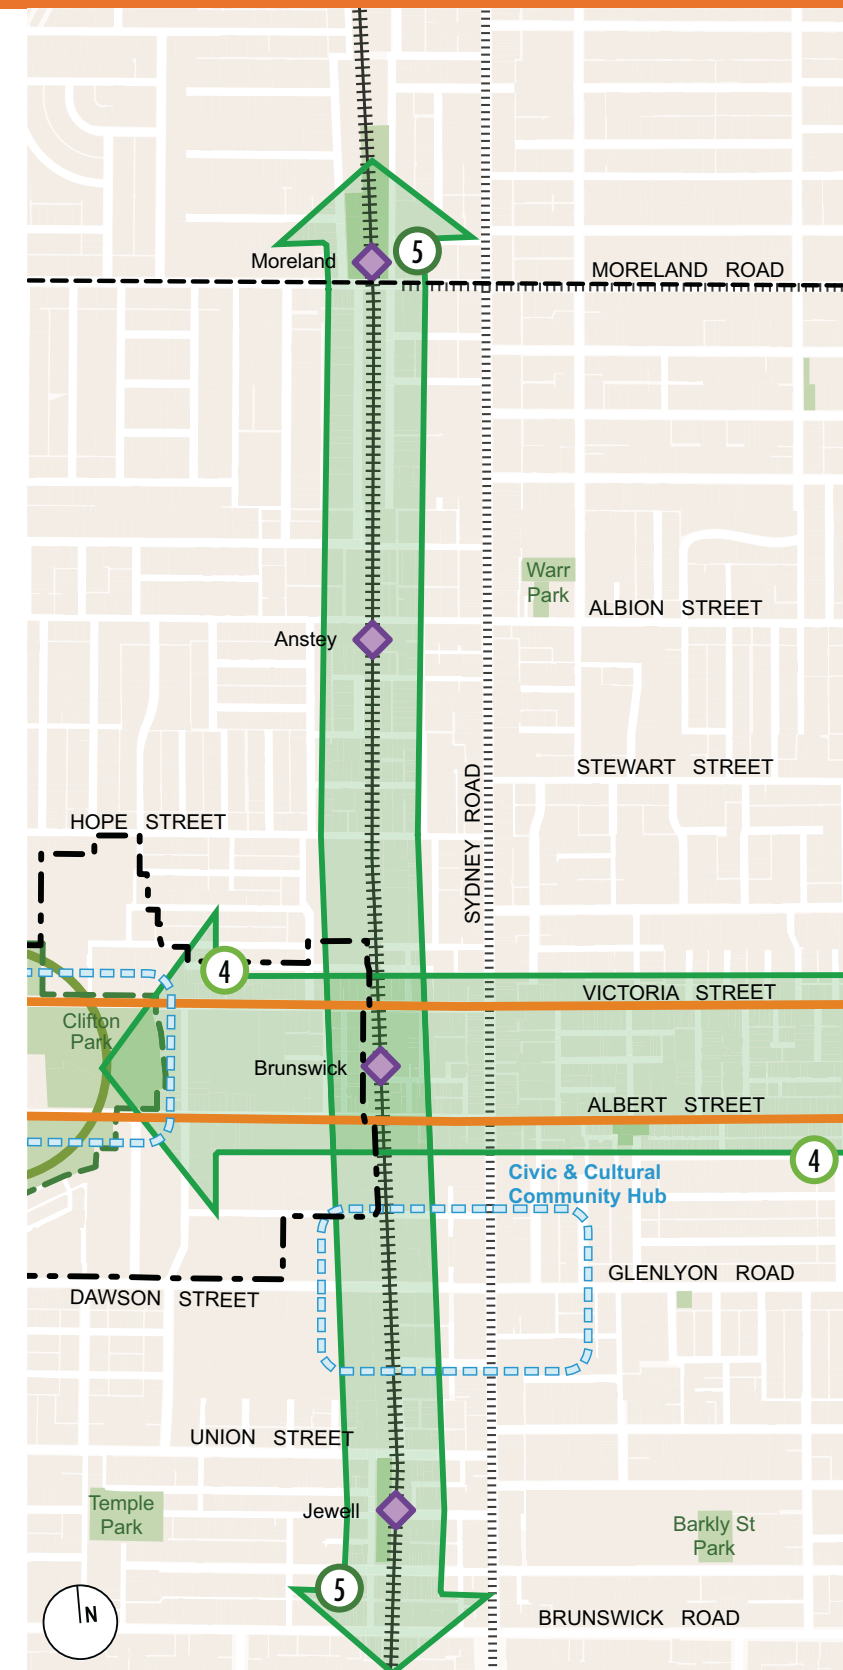 5
Moreland
MORELAND ROAD
Warr
Park
ALBION STREET
Anstey
STEWART STREET
SYDNEY ROAD
HOPE STREET
4
VICTORIA STREET
Clifton
Park
Brunswick
ALBERT STREET
4
Civic & Cultural
Community Hub
GLENLYON ROAD
DAWSON STREET
UNION STREET
Temple
Park
Jewell
Barkly St
Park
5
N
BRUNSWICK ROAD